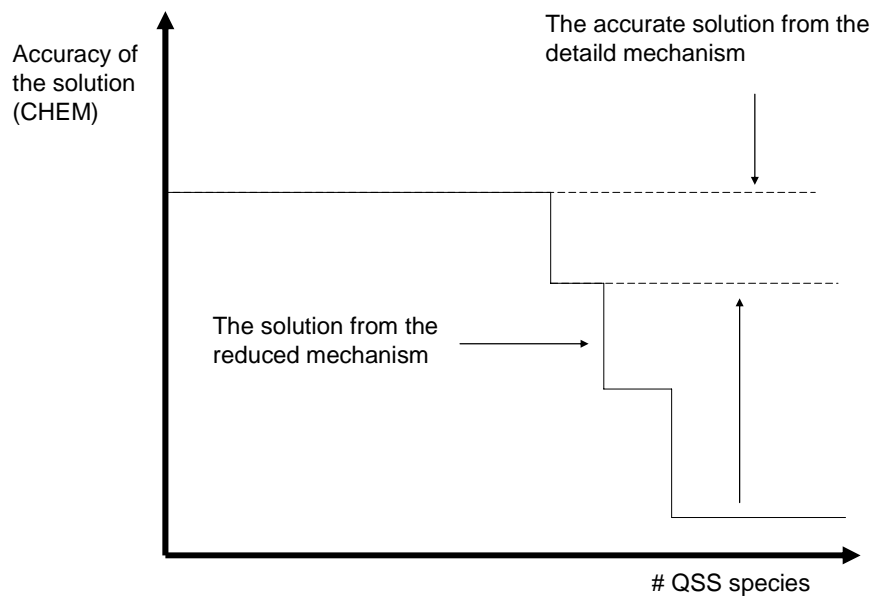 Accuracy of
the solution
(CHEM)
The accurate solution from the
detaild mechanism
The solution from the
reduced mechanism
# QSS species